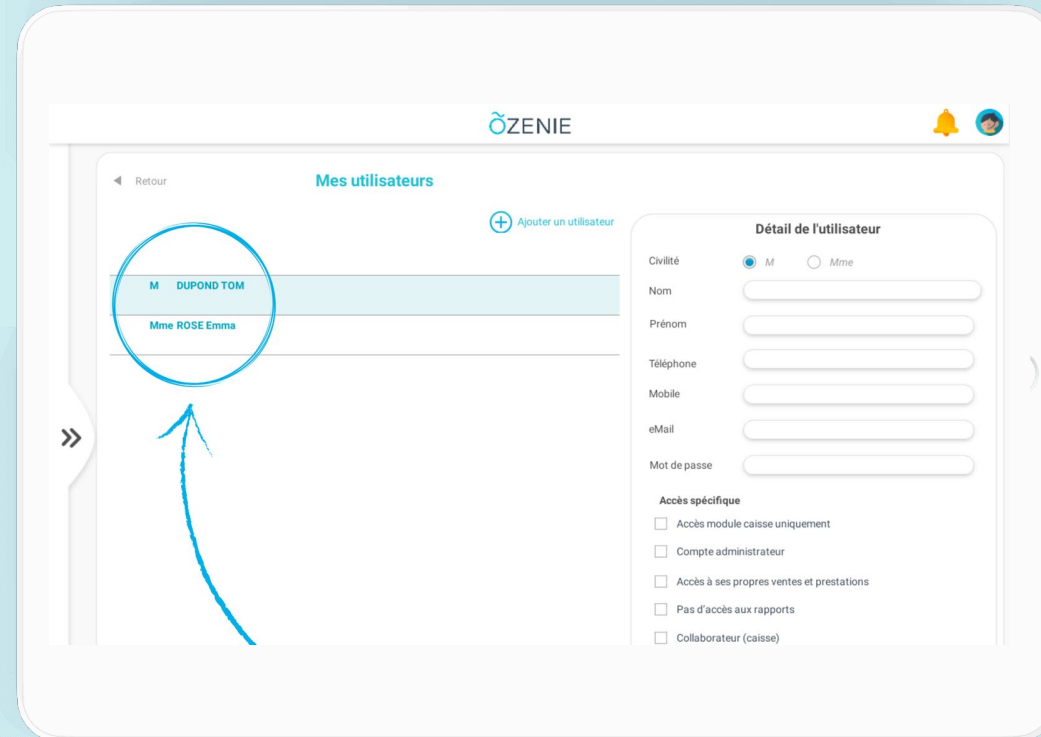 ÕZENIE
Retour
Mes utilisateurs
Ajouter un utilisateur
M DUPOND TOM
Mme ROSE Emma
Détail de l'utilisateur
Civilité M Mme
Nom
Prénom
Téléphone
Mobile
eMail
Mot de passe
Accès spécifique
Accès module caisse uniquement
Compte administrateur
Accès à ses propres ventes et prestations
Pas d'accès aux rapports
Collaborateur (caisse)